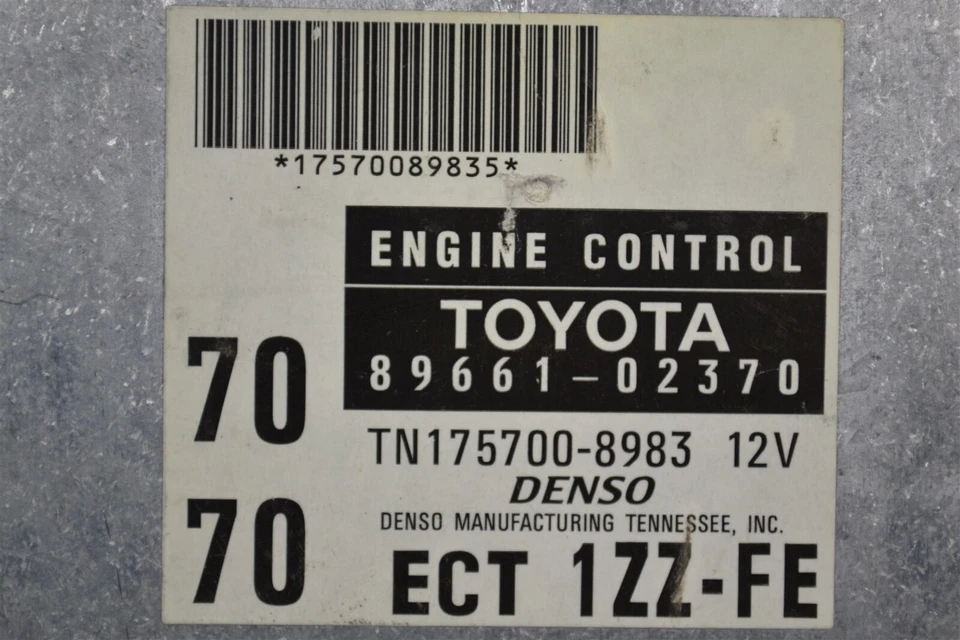 *17570089835*
ENGINE CONTROL
TOYOTA
70
89661-02370
TN175700-8983 12V
DENSO
DENSO MANUFACTURING TENNESSEE, INC.
70
ECT 1ZZ-FE